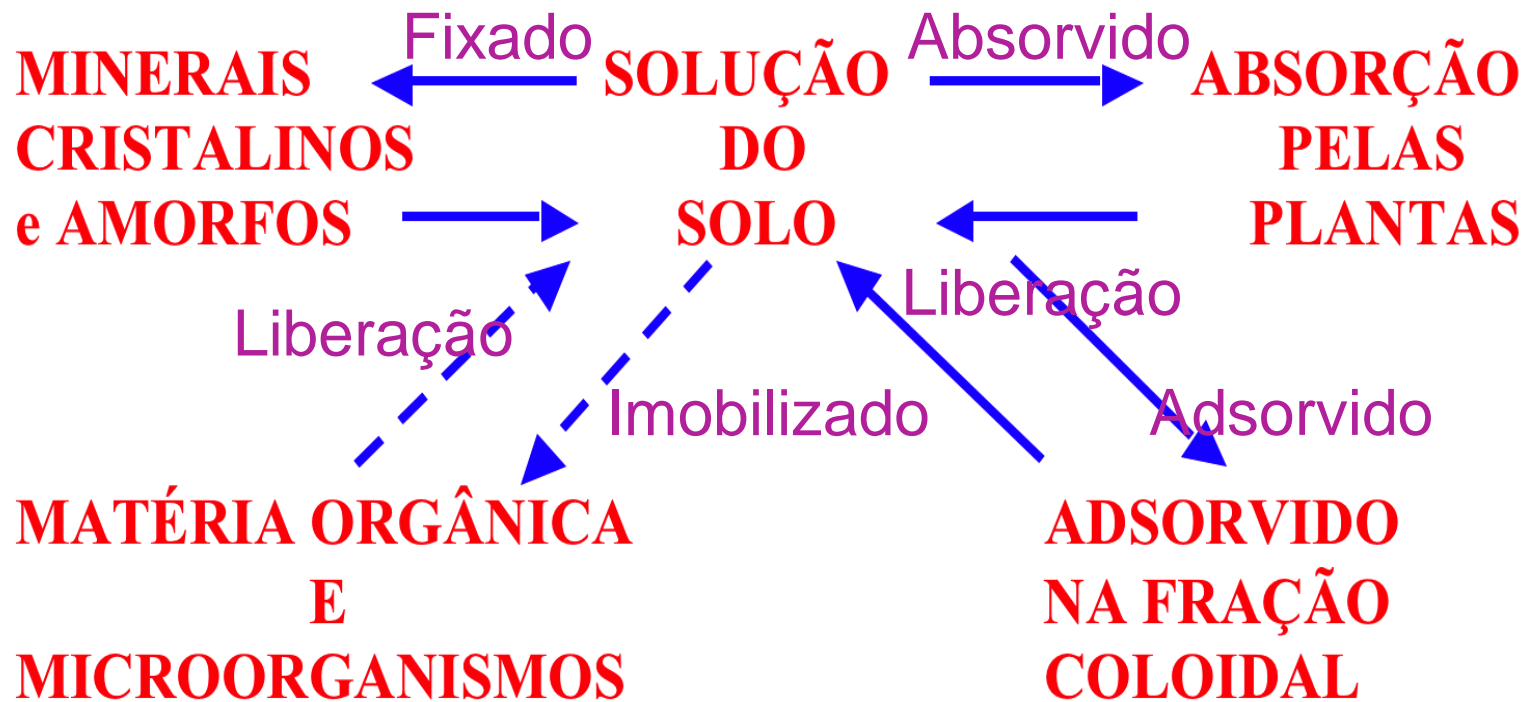 Fixado
Absorvido
MINERAIS
CRISTALINOS
e AMORFOS
SOLUÇÃO
DO
SOLO
ABSORÇÃO
PELAS
PLANTAS
Liberação
Liberação
Imobilizado
Adsorvido
MATÉRIA ORGÂNICA
E
MICROORGANISMOS
ADSORVIDO
NA FRAÇÃO
COLOIDAL